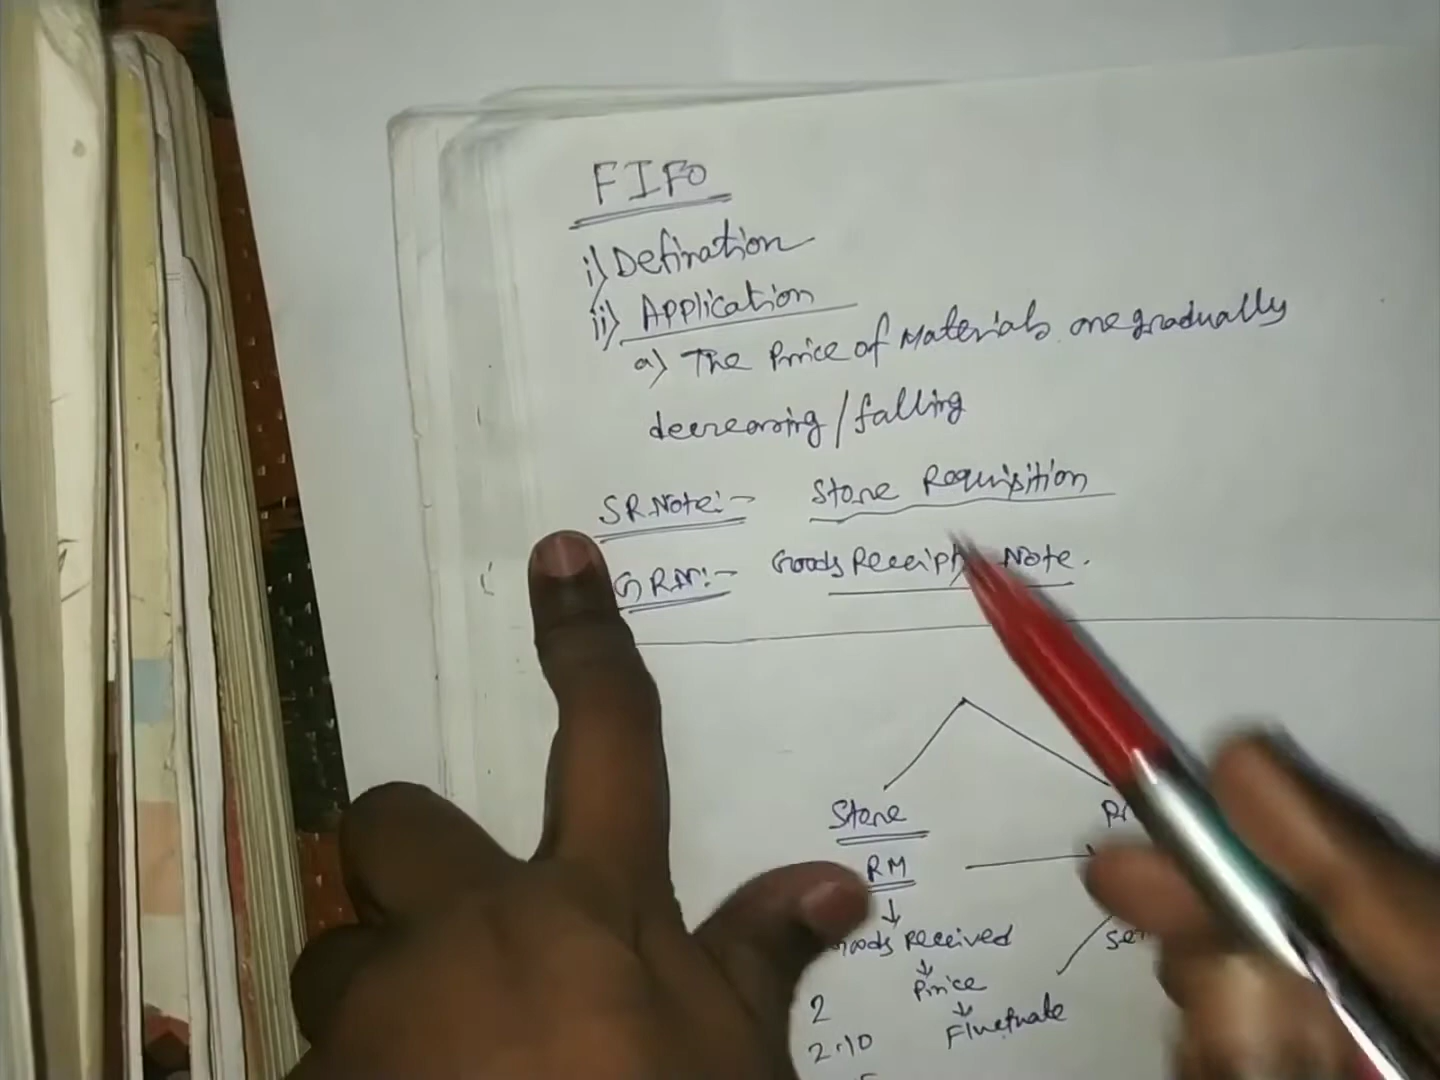 FIFO
i) Defination
ii) Application
a) The Price of Materials are gradually
decreasing / falling
SR Note:- Store Requisition
GRN:- Goods Receipt Note.
Store
RM
Goods Received
Price
Fluctuate
2
2.10